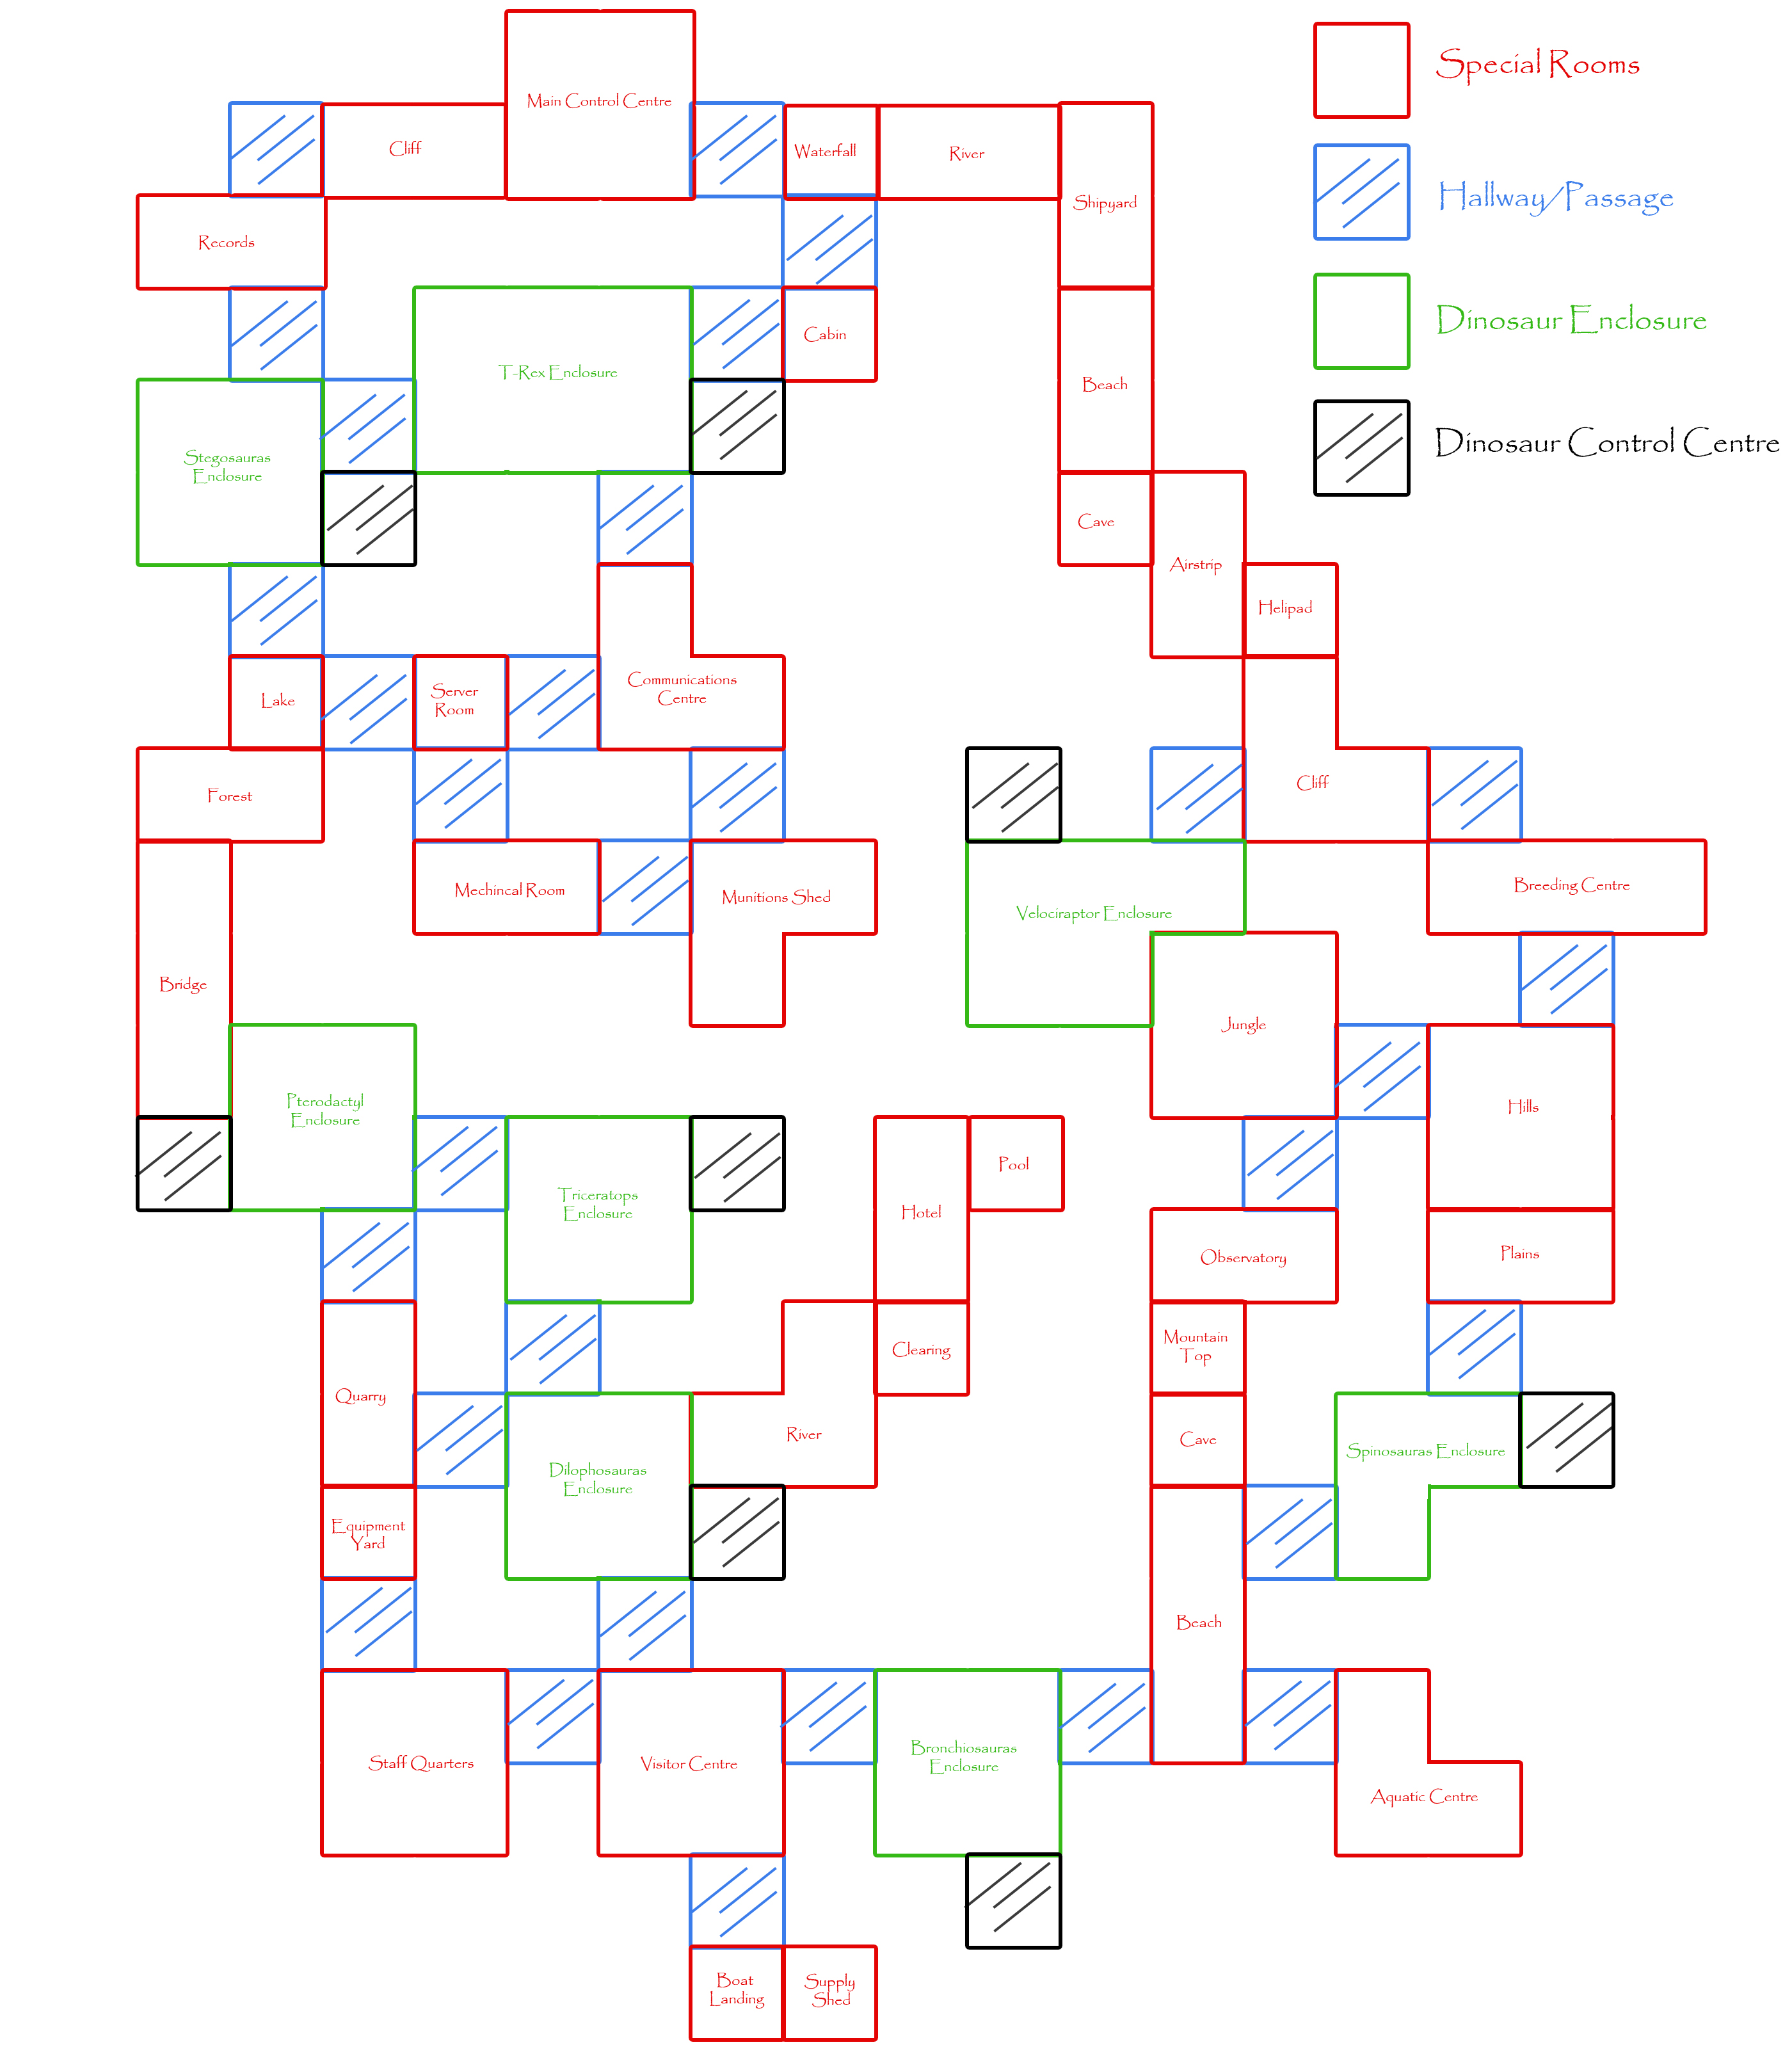 Main Control Centre
Special Rooms
Cliff
Waterfall
River
Shipyard
Hallway/Passage
Records
Cabin
Dinosaur Enclosure
T-Rex Enclosure
Beach
Dinosaur Control Centre
Stegosauras
Enclosure
Cave
Airstrip
Helipad
Lake
Server
Room
Communications
Centre
Forest
Cliff
Mechincal Room
Munitions Shed
Velociraptor Enclosure
Breeding Centre
Bridge
Jungle
Pterodactyl
Enclosure
Hills
Triceratops
Enclosure
Pool
Hotel
Observatory
Plains
Clearing
Mountain
Top
Quarry
River
Cave
Spinosauras Enclosure
Dilophosauras
Enclosure
Equipment
Yard
Beach
Staff Quarters
Visitor Centre
Bronchiosauras
Enclosure
Aquatic Centre
Boat
Landing
Supply
Shed